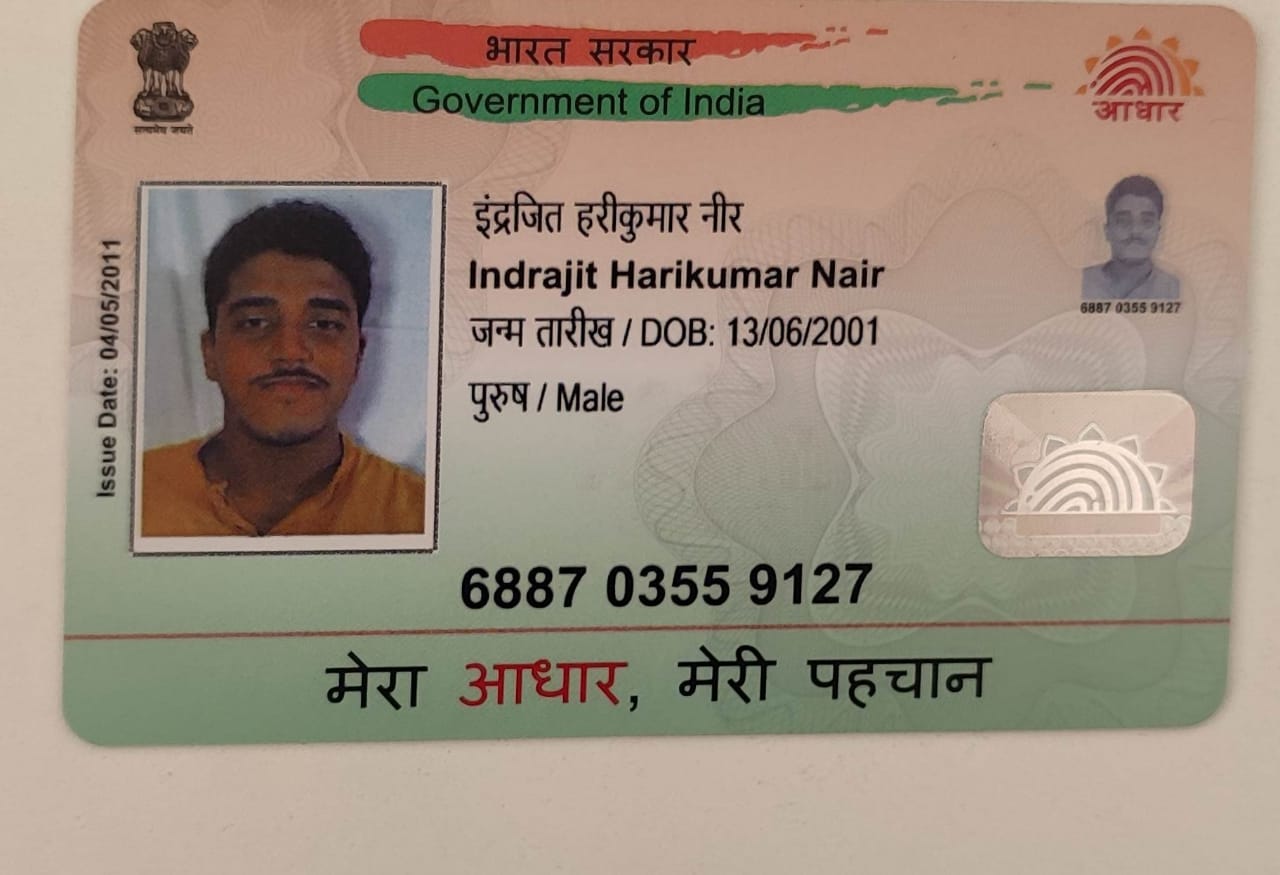 भारत सरकार
Government of India
सत्यमेव जयते
आधार
Issue Date: 04/05/2011
इंद्रजित हरीकुमार नीर
Indrajit Harikumar Nair
जन्म तारीख / DOB: 13/06/2001
पुरुष / Male
6887 0355 9127
6887 0355 9127
मेरा आधार, मेरी पहचान